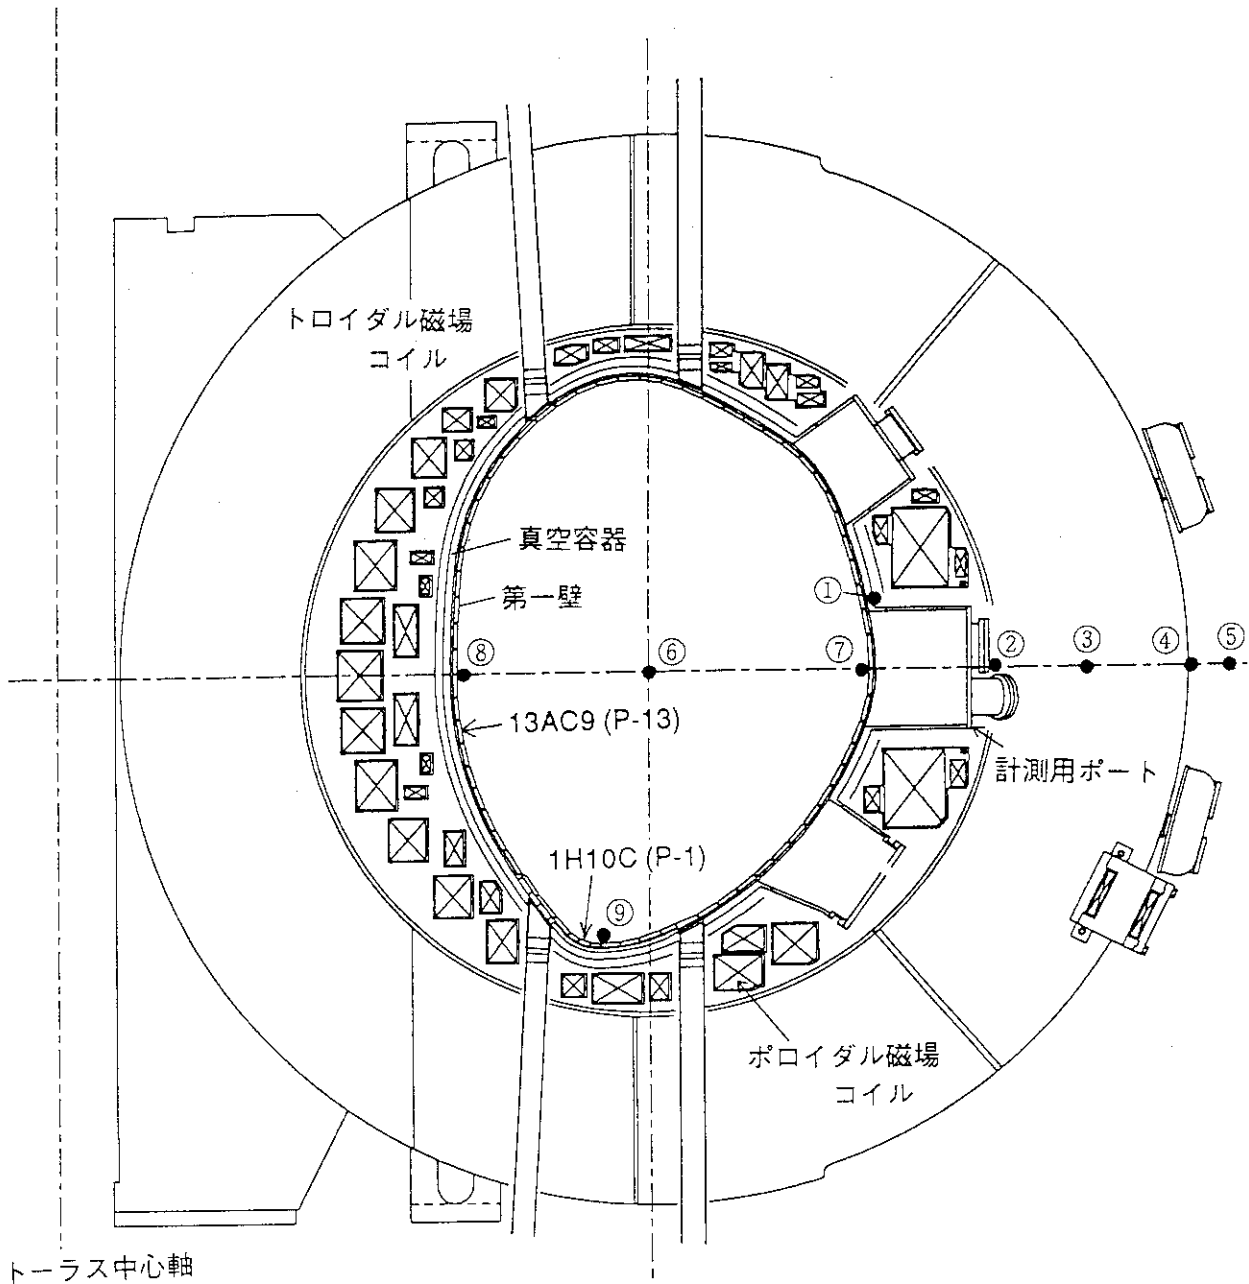 トロイダル磁場
コイル
真空容器
第一壁
①
②
③
④
⑤
⑥
⑦
⑧
13AC9 (P-13)
計測用ポート
1H10C (P-1)
⑨
ポロイダル磁場
コイル
トーラス中心軸